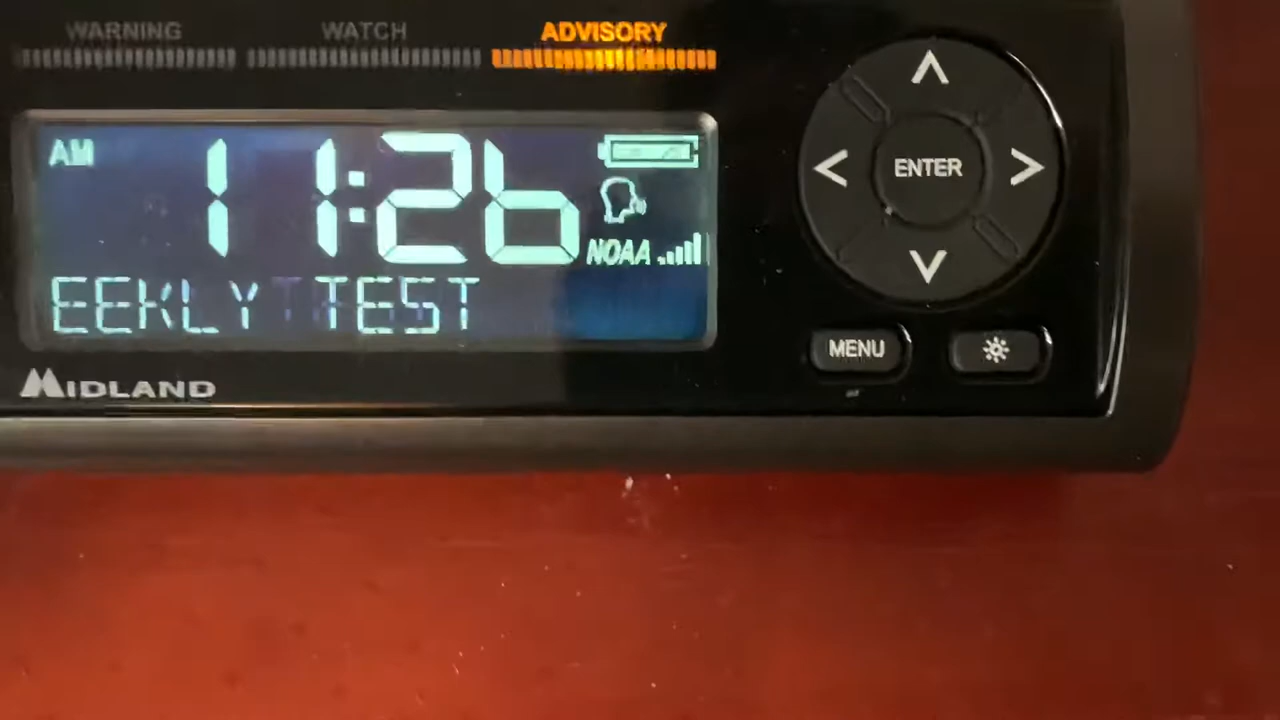 WARNING WATCH ADVISORY
AM 11:26
NOAA
EEKLY TEST
MIDLAND
ENTER
MENU